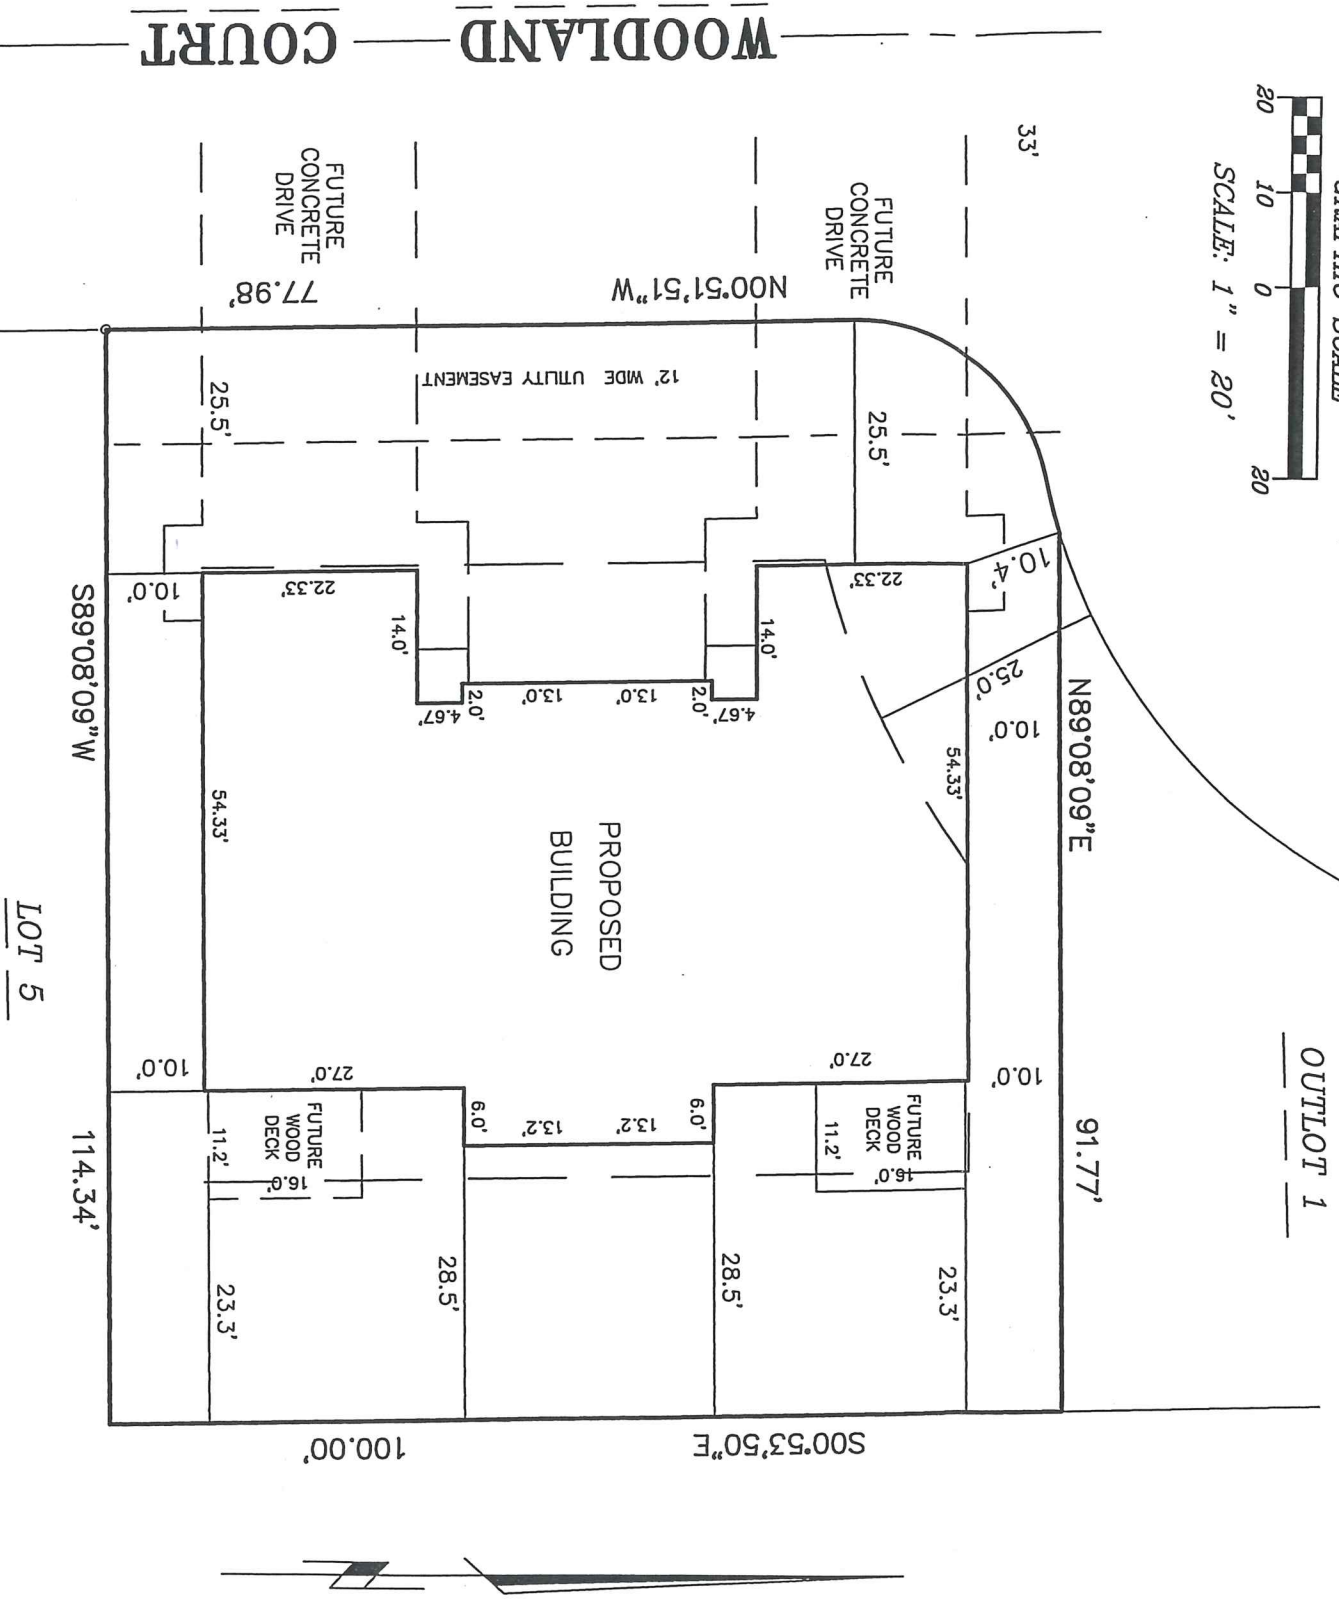 WOODLAND COURT
20
10
0
20
SCALE: 1" = 20'
33'
FUTURE
CONCRETE
DRIVE
FUTURE
CONCRETE
DRIVE
77.98'
N00°51'51"W
12' WIDE UTILITY EASEMENT
25.5'
25.5'
10.0'
22.33'
22.33'
10.4'
14.0'
14.0'
25.0'
4.67'
2.0'
13.0'
13.0'
2.0'
4.67'
10.0'
S89°08'09"W
N89°08'09"E
54.33'
54.33'
PROPOSED
BUILDING
LOT 5
OUTLOT 1
10.0'
27.0'
27.0'
10.0'
6.0'
13.2'
13.2'
6.0'
FUTURE
WOOD
DECK
11.2'
16.0'
FUTURE
WOOD
DECK
11.2'
16.0'
114.34'
91.77'
23.3'
28.5'
28.5'
23.3'
100.00'
S00°53'50"E